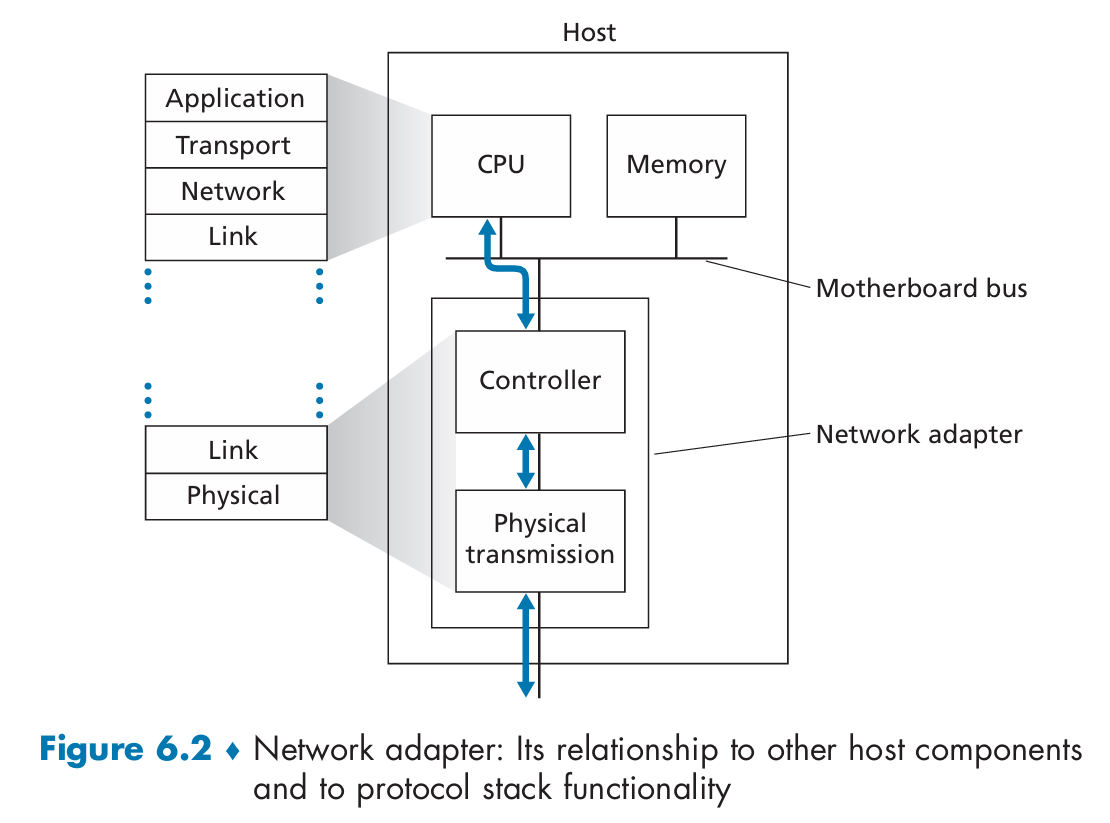 Host
Application
Transport
Network
Link
CPU
Memory
Motherboard bus
Controller
Network adapter
Link
Physical
Physical
transmission
Figure 6.2 ♦ Network adapter: Its relationship to other host components
and to protocol stack functionality